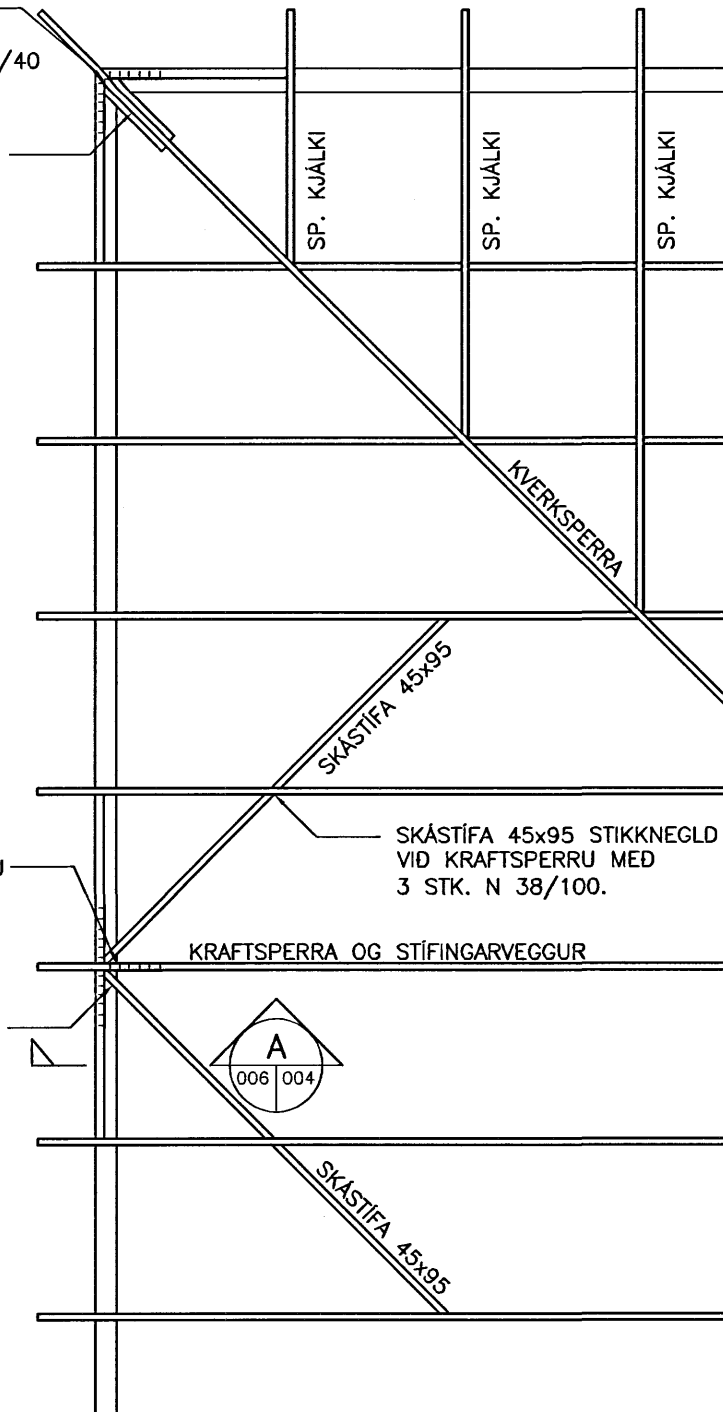 /40
SP. KJÁLKI
SP. KJÁLKI
SP. KJÁLKI
KVERKSPERRA
SKÁSTÍFA 45x95
SKÁSTÍFA 45x95 STIKKNEGLD
VIÐ KRAFTSPERRU MEÐ
3 STK. N 38/100.
U
KRAFTSPERRA OG STÍFINGARVEGGUR
A
006 004
SKÁSTÍFA 45x95